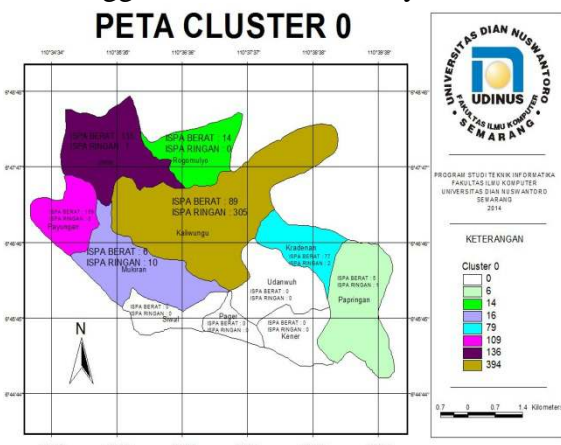 PETA CLUSTER 0
110°34'34"
110°35'35"
110°36'36"
110°37'37"
110°38'38"
110°39'39"
ISPA BERAT : 14
ISPA RINGAN : 0
Rogomulyo
ISPA BERAT : 89
ISPA RINGAN : 305
Kaliwungu
Payungan
ISPA BERAT : 6
ISPA RINGAN : 10
Mukiran
Kradenan
ISPA BERAT : 77
ISPA RINGAN : 2
ISPA BERAT : 5
ISPA RINGAN : 1
Papringan
Udanwuh
ISPA BERAT : 0
ISPA RINGAN : 0
ISPA BERAT : 0
ISPA RINGAN : 0
Siwal
Pager
ISPA BERAT : 0
ISPA RINGAN : 0
ISPA BERAT : 0
ISPA RINGAN : 0
Kener
N
UNIVERSITAS DIAN NUSWANTORO
UDINUS
FAKULTAS ILMU KOMPUTER
SEMARANG
PROGRAM STUDI TEKNIK INFORMATIKA
FAKULTAS ILMU KOMPUTER
UNIVERSITAS DIAN NUSWANTORO
SEMARANG
2014
KETERANGAN
Cluster 0
0
6
14
16
79
109
136
394
0.7 0 0.7 1.4 Kilometers